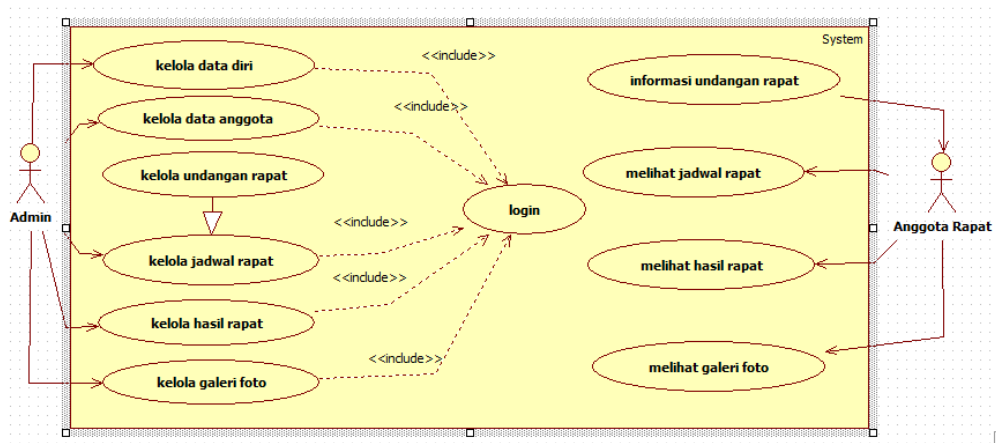 System
kelola data diri
<<include>>
informasi undangan rapat
kelola data anggota
<<include>>
kelola undangan rapat
melihat jadwal rapat
login
Admin
<<include>>
Anggota Rapat
kelola jadwal rapat
melihat hasil rapat
<<include>>
kelola hasil rapat
<<include>>
melihat galeri foto
kelola galeri foto